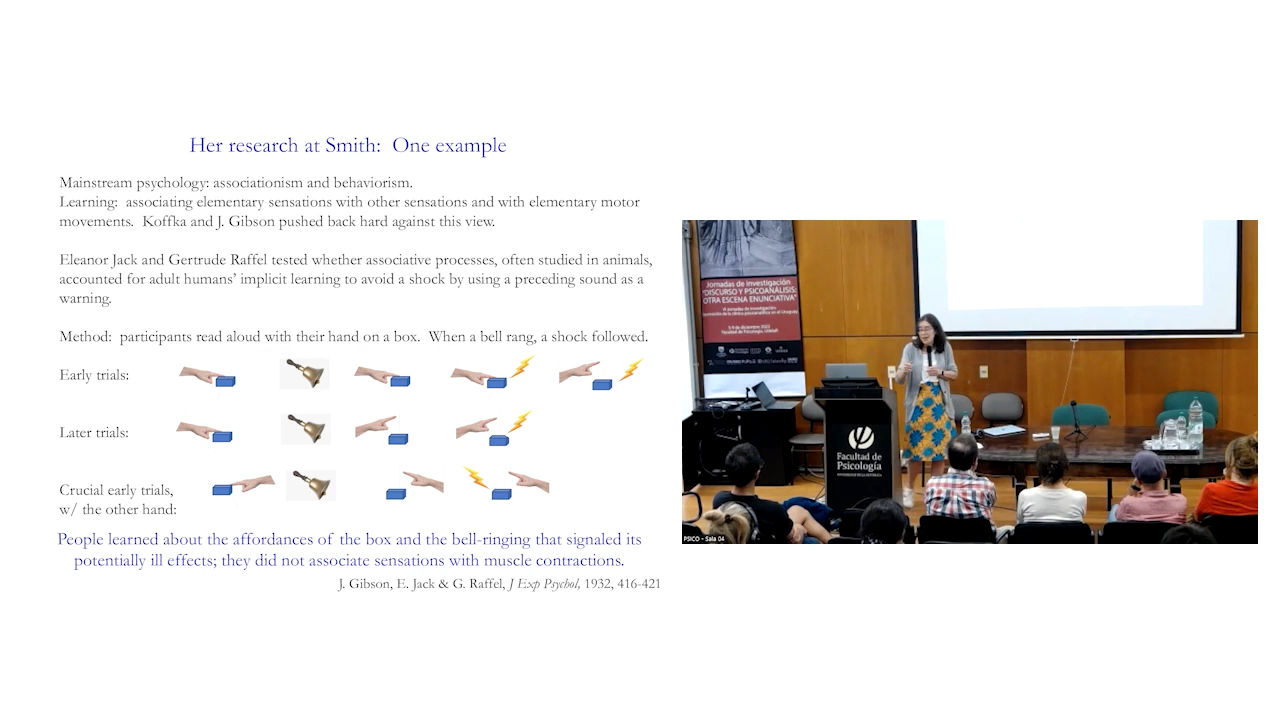 Her research at Smith:  One example
Mainstream psychology: associationism and behaviorism.
Learning:  associating elementary sensations with other sensations and with elementary motor
movements.  Koffka and J. Gibson pushed back hard against this view.
Eleanor Jack and Gertrude Raffel tested whether associative processes, often studied in animals,
accounted for adult humans’ implicit learning to avoid a shock by using a preceding sound as a
warning.
Method:  participants read aloud with their hand on a box.  When a bell rang, a shock followed.
Early trials:
Later trials:
Crucial early trials,
w/ the other hand:
People learned about the affordances of the box and the bell-ringing that signaled its
potentially ill effects; they did not associate sensations with muscle contractions.
J. Gibson, E. Jack & G. Raffel, J Exp Psychol, 1932, 416-421
Jornadas de investigación
"DISCURSO Y PSICOANÁLISIS:
OTRA ESCENA ENUNCIATIVA"
Facultad de
Psicología
PSICO - Sala 04